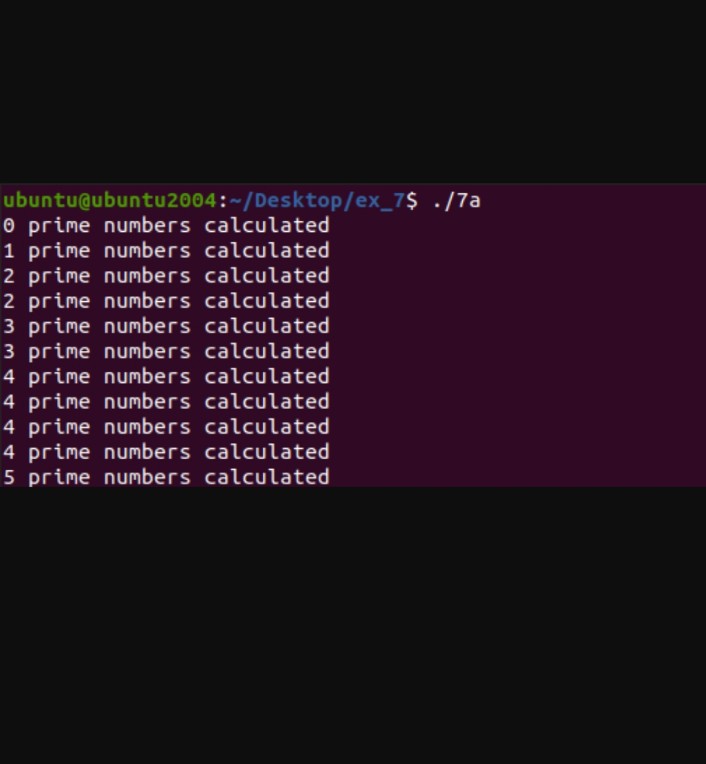 ubuntu@ubuntu2004:~/Desktop/ex_7$ ./7a
0 prime numbers calculated
1 prime numbers calculated
2 prime numbers calculated
2 prime numbers calculated
3 prime numbers calculated
3 prime numbers calculated
4 prime numbers calculated
4 prime numbers calculated
4 prime numbers calculated
4 prime numbers calculated
5 prime numbers calculated